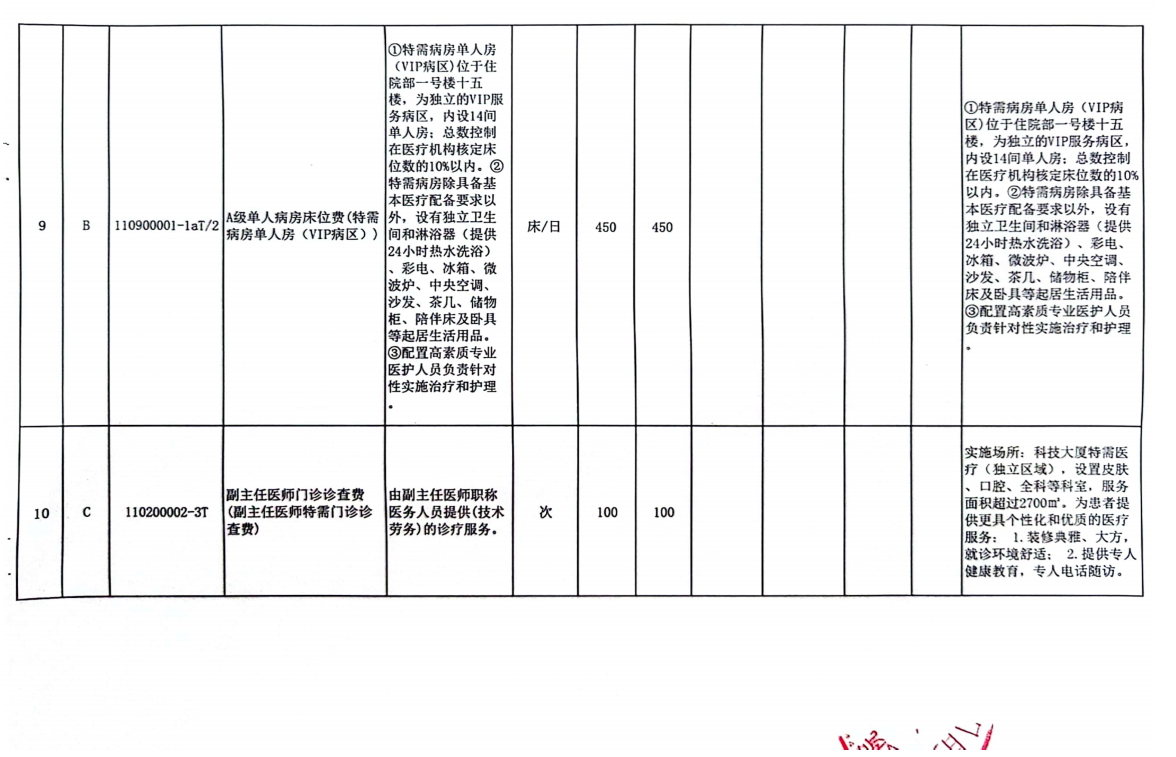 9
B
110900001-1aT/2
A级单人病房床位费(特需
病房单人房（VIP病区))
①特需病房单人房
（VIP病区)位于住
院部一号楼十五
楼，为独立的VIP服
务病区，内设14间
单人房；总数控制
在医疗机构核定床
位数的10%以内。②
特需病房除具备基
本医疗配备要求以
外，设有独立卫生
间和淋浴器（提供
24小时热水洗浴）
、彩电、冰箱、微
波炉、中央空调、
沙发、茶几、储物
柜、陪伴床及卧具
等起居生活用品。
③配置高素质专业
医护人员负责针对
性实施治疗和护理
。
床/日
450
450
①特需病房单人房（VIP病
区)位于住院部一号楼十五
楼，为独立的VIP服务病区，
内设14间单人房；总数控制
在医疗机构核定床位数的10%
以内。②特需病房除具备基
本医疗配备要求以外，设有
独立卫生间和淋浴器（提供
24小时热水洗浴）、彩电、
冰箱、微波炉、中央空调、
沙发、茶几、储物柜、陪伴
床及卧具等起居生活用品。
③配置高素质专业医护人员
负责针对性实施治疗和护理
。
10
C
110200002-3T
副主任医师门诊诊查费
(副主任医师特需门诊诊
查费)
由副主任医师职称
医务人员提供(技术
劳务)的诊疗服务。
次
100
100
实施场所：科技大厦特需医
疗（独立区域），设置皮肤
、口腔、全科等科室，服务
面积超过2700㎡。为患者提
供更具个性化和优质的医疗
服务： 1.装修典雅、大方，
就诊环境舒适； 2.提供专人
健康教育，专人电话随访。